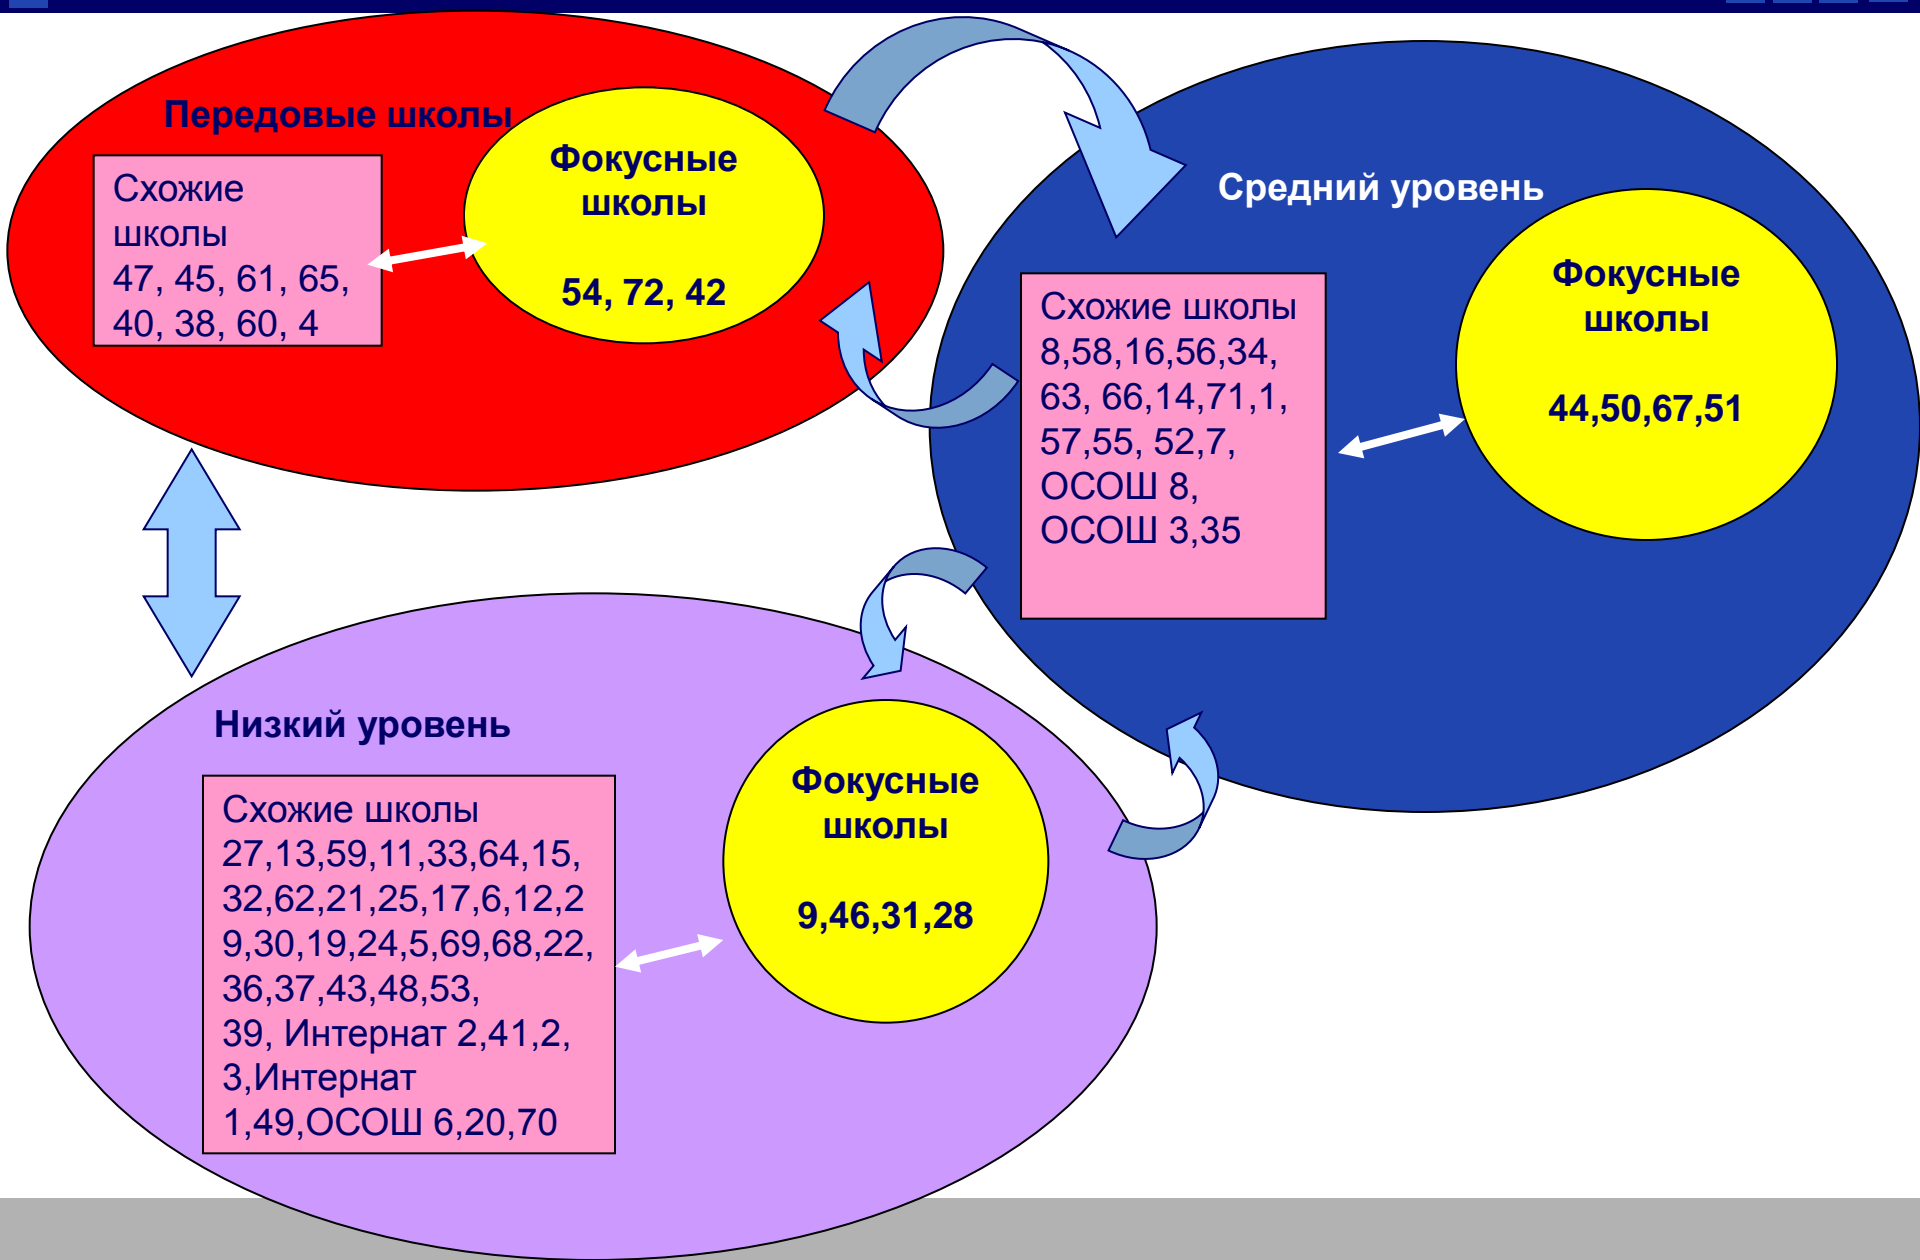 Передовые школы
Схожие
школы
47, 45, 61, 65,
40, 38, 60, 4
Фокусные
школы
54, 72, 42
Средний уровень
Схожие школы
8,58,16,56,34,
63, 66,14,71,1,
57,55, 52,7,
ОСОШ 8,
ОСОШ 3,35
Фокусные
школы
44,50,67,51
Низкий уровень
Схожие школы
27,13,59,11,33,64,15,
32,62,21,25,17,6,12,2
9,30,19,24,5,69,68,22,
36,37,43,48,53,
39, Интернат 2,41,2,
3,Интернат
1,49,ОСОШ 6,20,70
Фокусные
школы
9,46,31,28